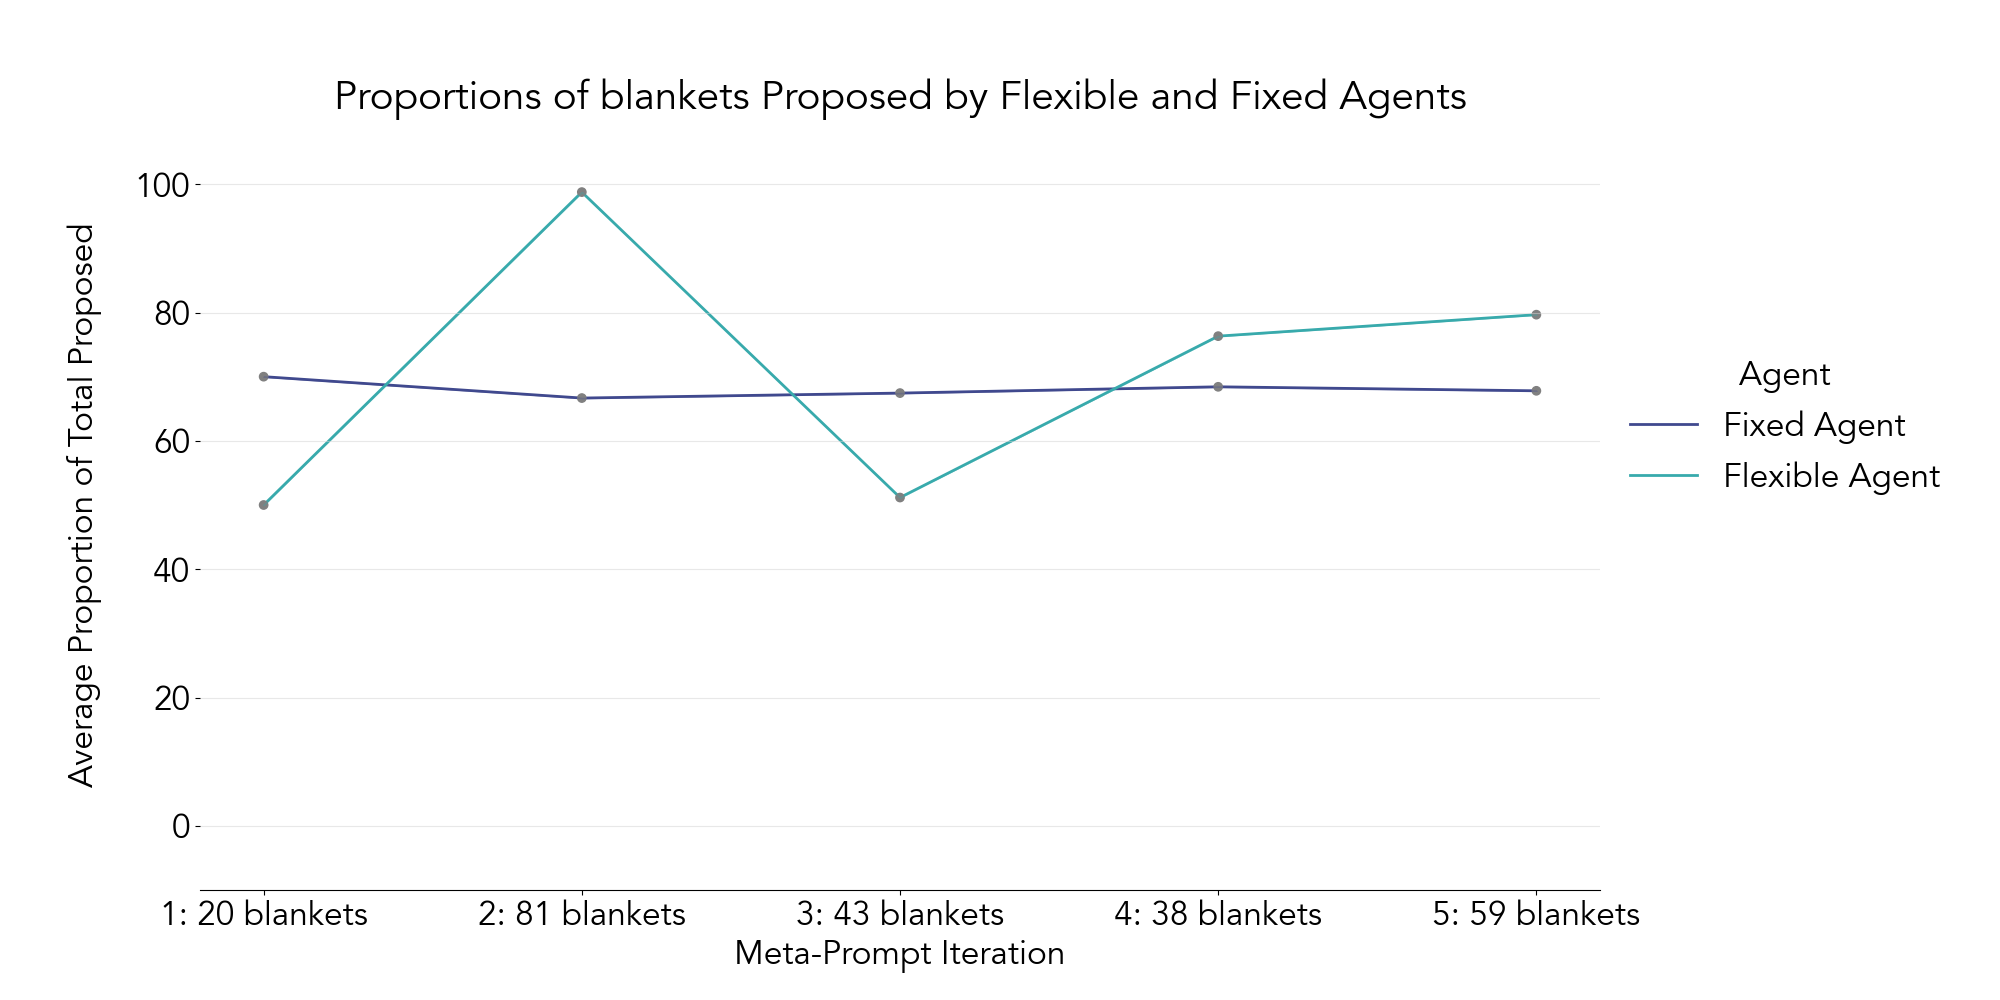 Proportions of blankets Proposed by Flexible and Fixed Agents
Average Proportion of Total Proposed
100
80
60
40
20
0
1: 20 blankets
2: 81 blankets
3: 43 blankets
4: 38 blankets
5: 59 blankets
Meta-Prompt Iteration
Agent
Fixed Agent
Flexible Agent